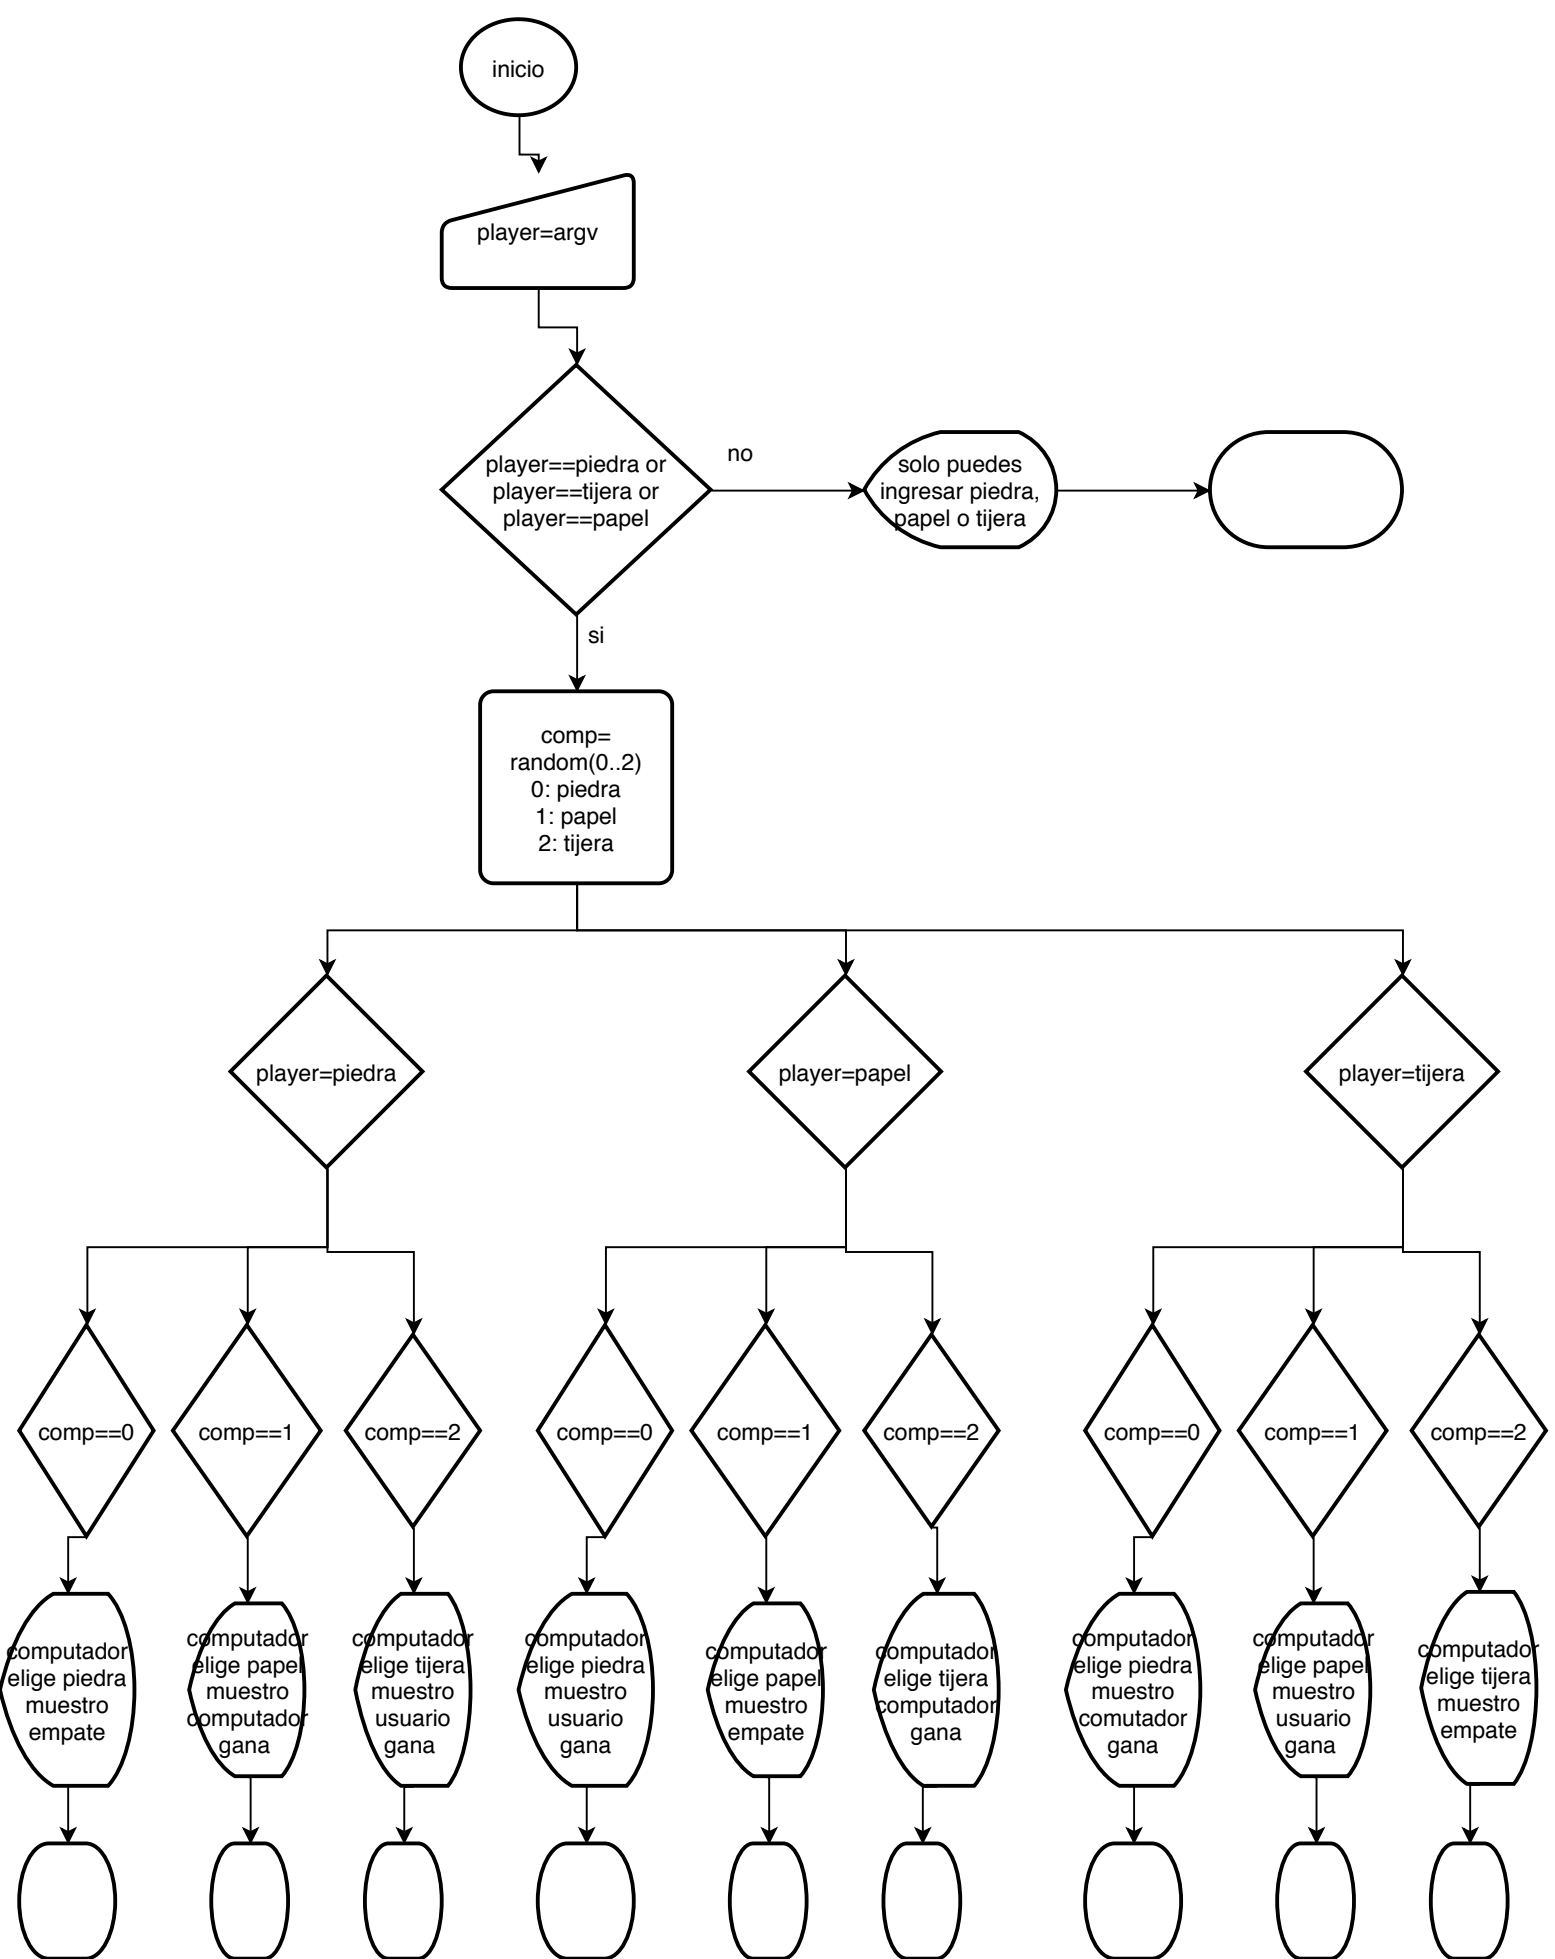 inicio
player=argv
player==piedra or
player==tijera or
player==papel
no
solo puedes
ingresar piedra,
papel o tijera
si
comp=
random(0..2)
0: piedra
1: papel
2: tijera
player=piedra
player=papel
player=tijera
comp==0
comp==1
comp==2
comp==0
comp==1
comp==2
comp==0
comp==1
comp==2
computador
elige piedra
muestro
empate
computador
elige papel
muestro
computador
gana
computador
elige tijera
muestro
usuario
gana
computador
elige piedra
muestro
usuario
gana
computador
elige papel
muestro
empate
computador
elige tijera
computador
gana
computador
elige piedra
muestro
comutador
gana
computador
elige papel
muestro
usuario
gana
computador
elige tijera
muestro
empate